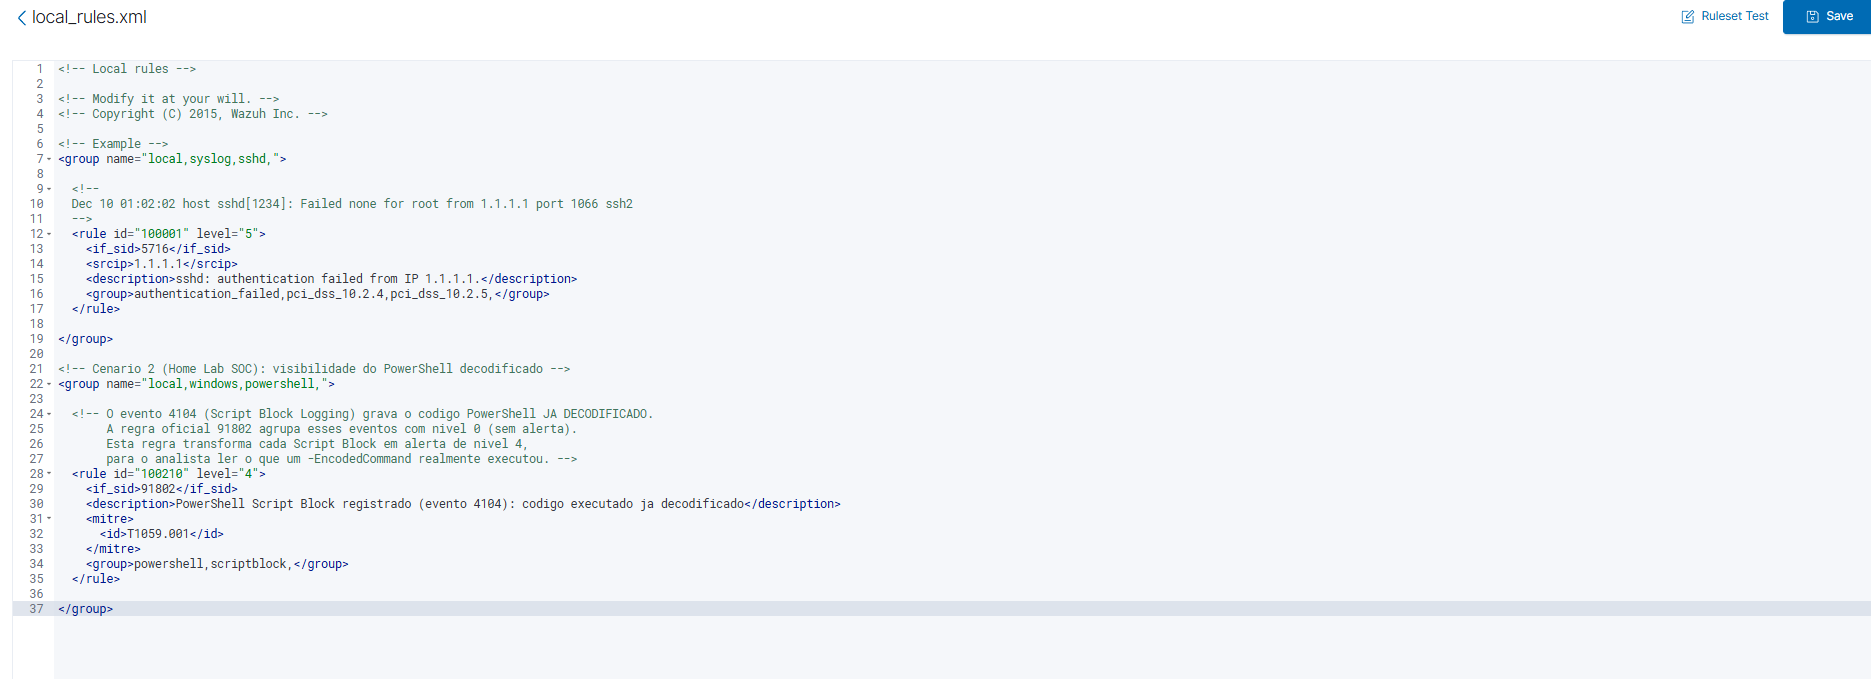 local_rules.xml
Ruleset Test
Save
1 <!-- Local rules -->
2
3 <!-- Modify it at your will. -->
4 <!-- Copyright (C) 2015, Wazuh Inc. -->
5
6 <!-- Example -->
7 <group name="local,syslog,sshd,">
8
9 <!--
10 Dec 10 01:02:02 host sshd[1234]: Failed none for root from 1.1.1.1 port 1066 ssh2
11 -->
12 <rule id="100001" level="5">
13 <if_sid>5716</if_sid>
14 <srcip>1.1.1.1</srcip>
15 <description>sshd: authentication failed from IP 1.1.1.1.</description>
16 <group>authentication_failed,pci_dss_10.2.4,pci_dss_10.2.5,</group>
17 </rule>
18
19 </group>
20
21 <!-- Cenario 2 (Home Lab SOC): visibilidade do PowerShell decodificado -->
22 <group name="local,windows,powershell,">
23
24 <!-- O evento 4104 (Script Block Logging) grava o codigo PowerShell JA DECODIFICADO.
25 A regra oficial 91802 agrupa esses eventos com nivel 0 (sem alerta).
26 Esta regra transforma cada Script Block em alerta de nivel 4,
27 para o analista ler o que um -EncodedCommand realmente executou. -->
28 <rule id="100210" level="4">
29 <if_sid>91802</if_sid>
30 <description>PowerShell Script Block registrado (evento 4104): codigo executado ja decodificado</description>
31 <mitre>
32 <id>T1059.001</id>
33 </mitre>
34 <group>powershell,scriptblock,</group>
35 </rule>
36
37 </group>